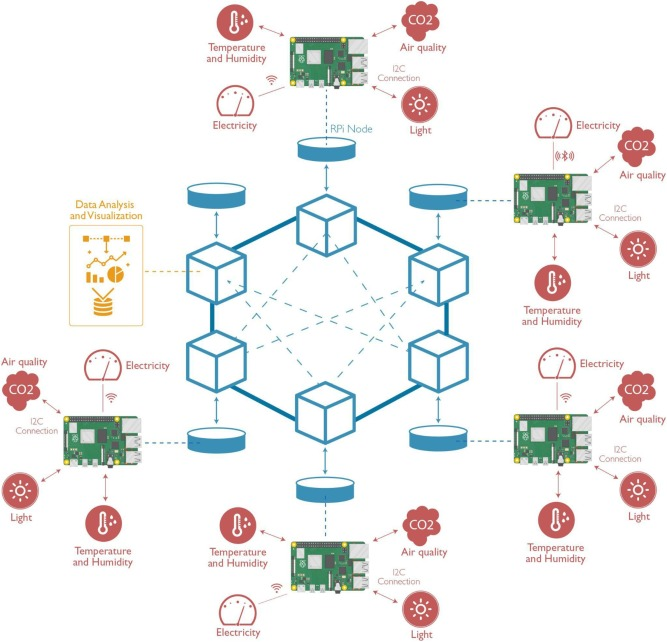 CO2
Temperature
and Humidity
Air quality
I2C
Connection
Electricity
Light
RPi Node
Electricity
CO2
Air quality
I2C
Connection
Light
Temperature
and Humidity
Data Analysis
and Visualization
Air quality
CO2
Electricity
I2C
Connection
Light
Temperature
and Humidity
Electricity
CO2
Air quality
I2C
Connection
Light
Temperature
and Humidity
CO2
Temperature
and Humidity
Air quality
I2C
Connection
Electricity
Light